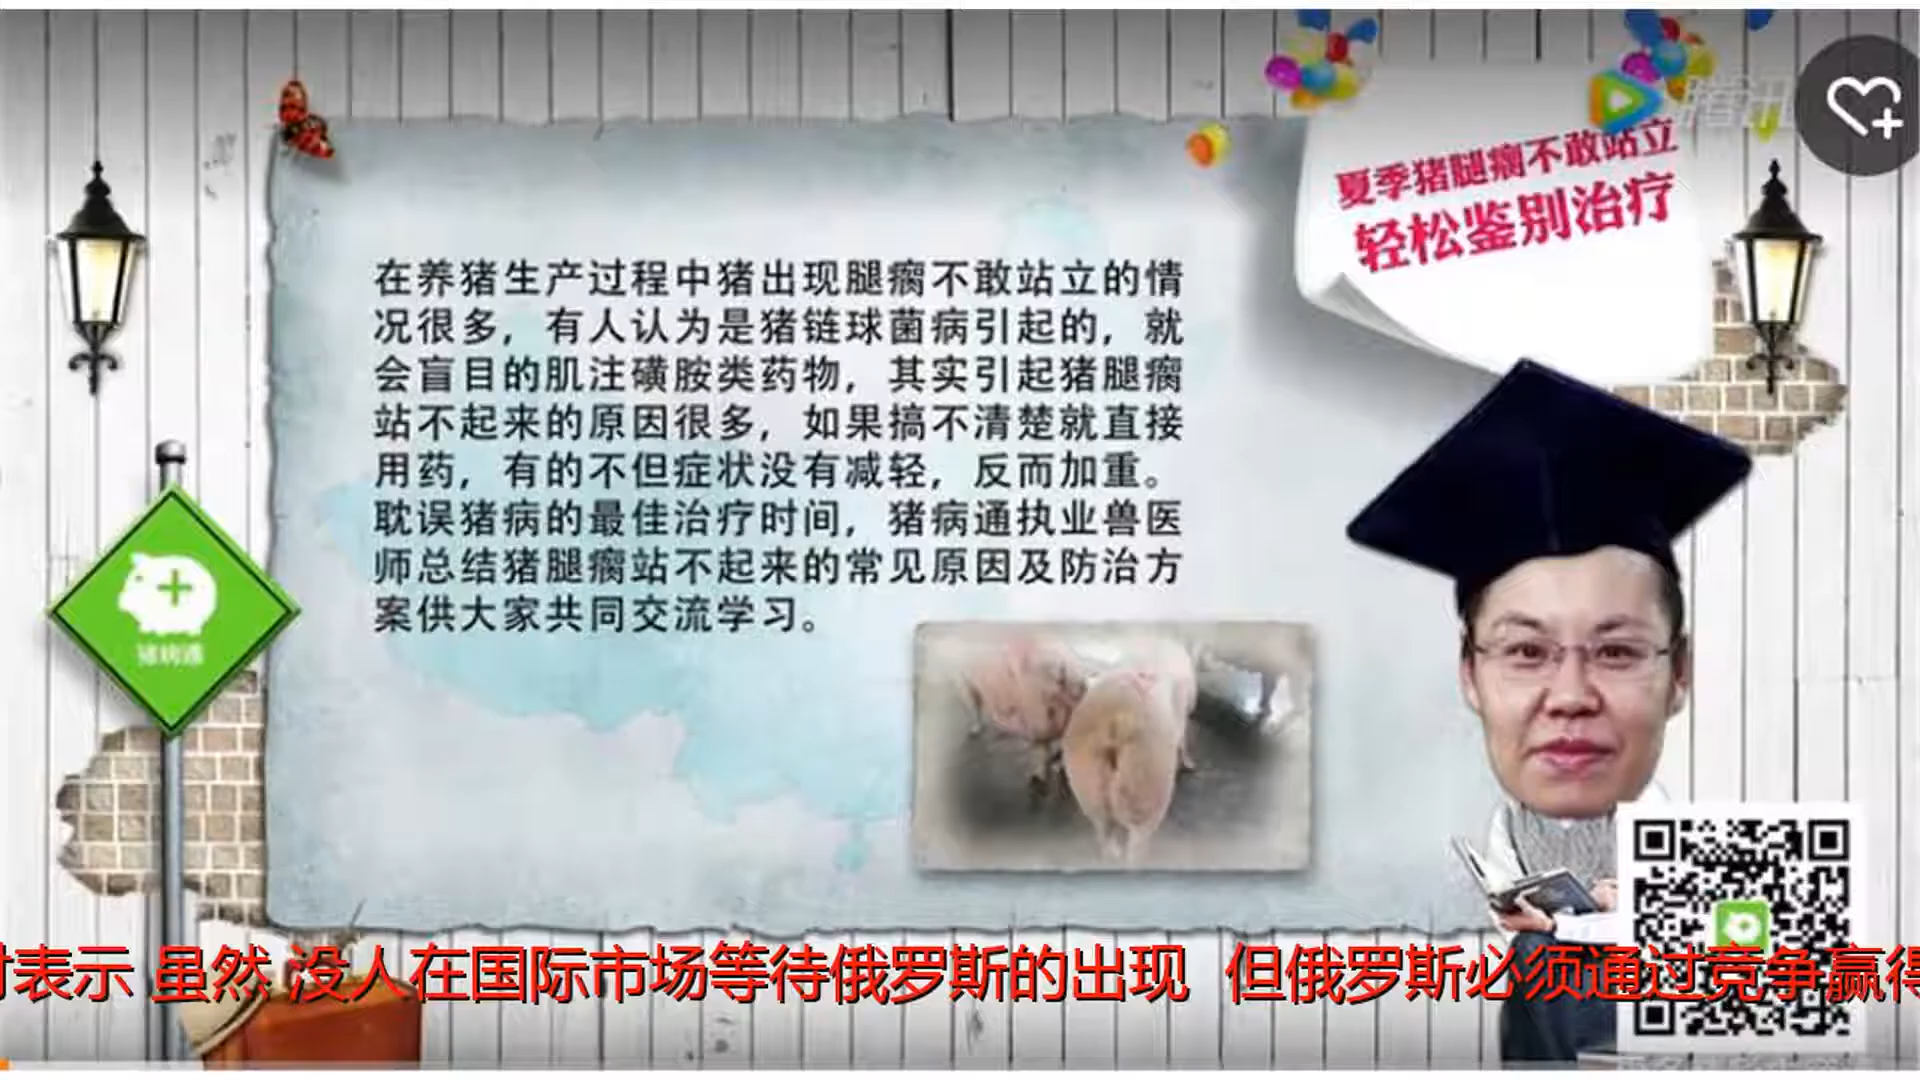 腾讯
夏季猪腿瘸不敢站立
轻松鉴别治疗
在养猪生产过程中猪出现腿瘸不敢站立的情
况很多，有人认为是猪链球菌病引起的，就
会盲目的肌注磺胺类药物，其实引起猪腿瘸
站不起来的原因很多，如果搞不清楚就直接
用药，有的不但症状没有减轻，反而加重。
耽误猪病的最佳治疗时间，猪病通执业兽医
师总结猪腿瘸站不起来的常见原因及防治方
案供大家共同交流学习。
猪病通
表示 虽然 没人在国际市场等待俄罗斯的出现 但俄罗斯必须通过竞争赢得